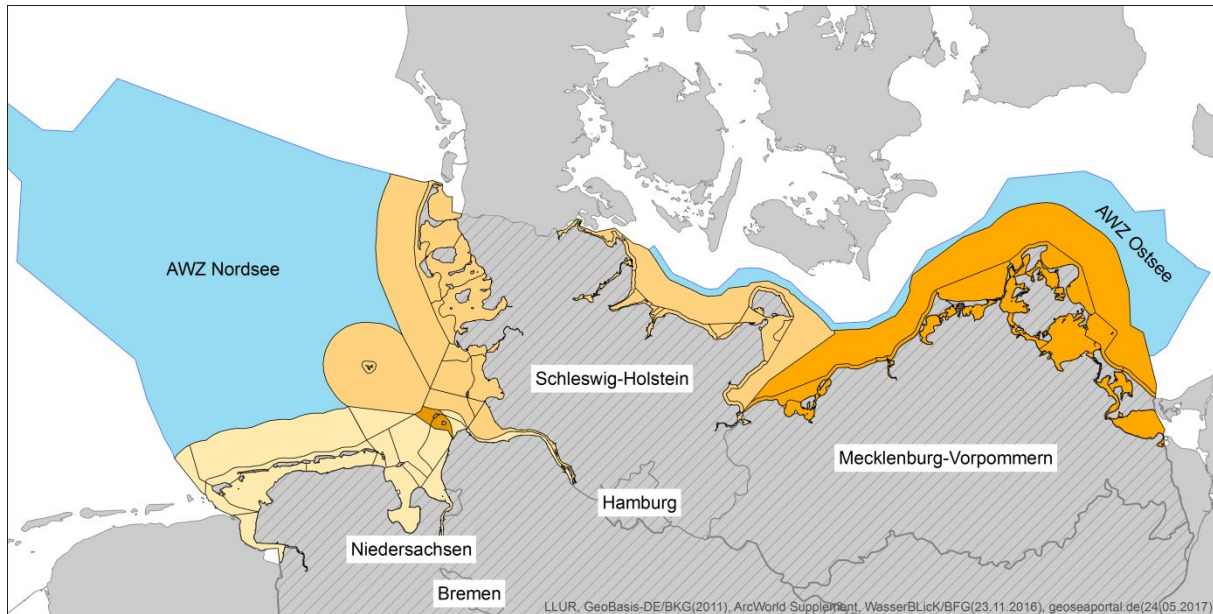 AWZ Nordsee
AWZ Ostsee
Schleswig-Holstein
Mecklenburg-Vorpommern
Hamburg
Niedersachsen
Bremen
LLUR, GeoBasis-DE/BKG(2011), ArcWorld Supplement, WasserBLicK/BFG(23.11.2016), geoseaportal.de(24.05.2017)